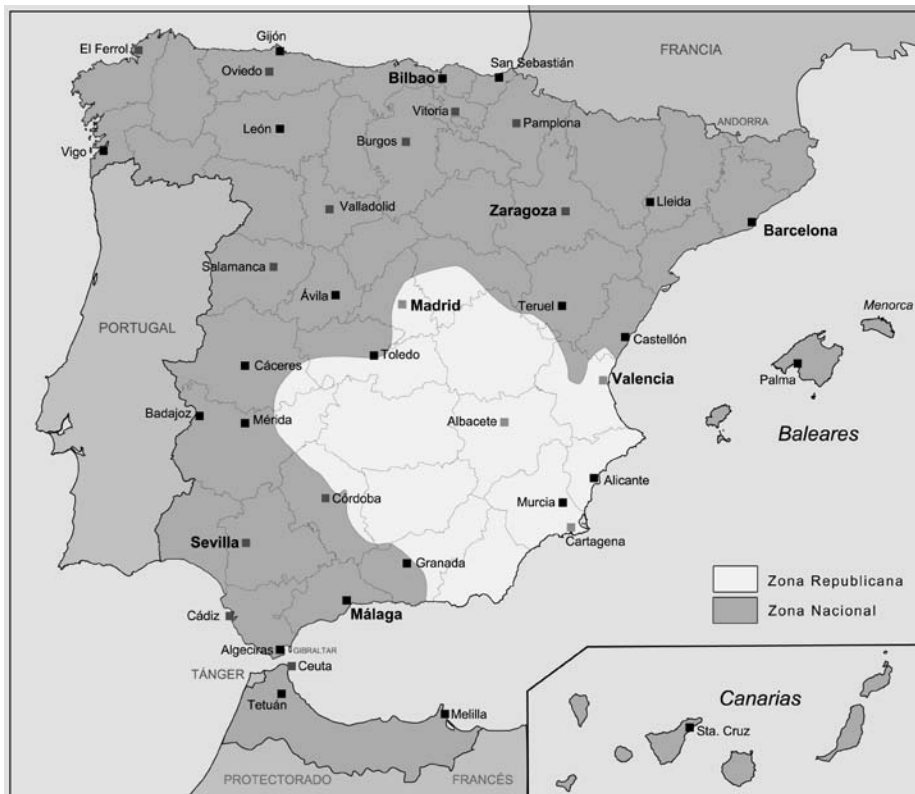 Gijón
El Ferrol
FRANCIA
Oviedo
San Sebastián
Bilbao
Vitoria
Pamplona
ANDORRA
León
Burgos
Vigo
Valladolid
Zaragoza
Lleida
Barcelona
Salamanca
Ávila
Madrid
Teruel
Menorca
PORTUGAL
Castellón
Toledo
Cáceres
Valencia
Palma
Badajoz
Mérida
Albacete
Baleares
Alicante
Córdoba
Murcia
Sevilla
Cartagena
Granada
Zona Republicana
Zona Nacional
Málaga
Cádiz
Algeciras
GIBRALTAR
Ceuta
TÁNGER
Tetuán
Melilla
Canarias
Sta. Cruz
PROTECTORADO
FRANCÉS